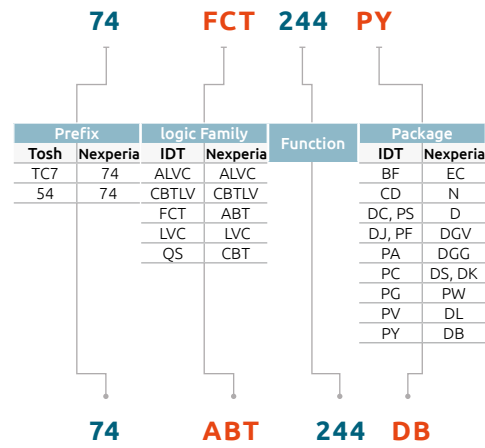 74 FCT 244 PY
Prefix logic Family Function Package
Tosh Nexperia IDT Nexperia IDT Nexperia
TC7 74 ALVC ALVC BF EC
54 74 CBTLV CBTLV CD N
FCT ABT DC, PS D
LVC LVC DJ, PF DGV
QS CBT PA DGG
PC DS, DK
PG PW
PV DL
PY DB
74 ABT 244 DB